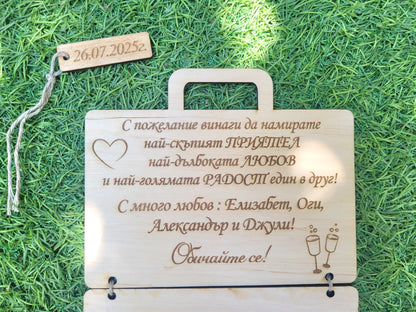 26.07.2025г.
С пожелание винаги да намирате
най-скъпият ПРИЯТЕЛ
най-дълбоката ЛЮБОВ
и най-голямата РАДОСТ един в друг!
С много любов : Елизабет, Оги,
Александър и Джули!
Обичайте се!